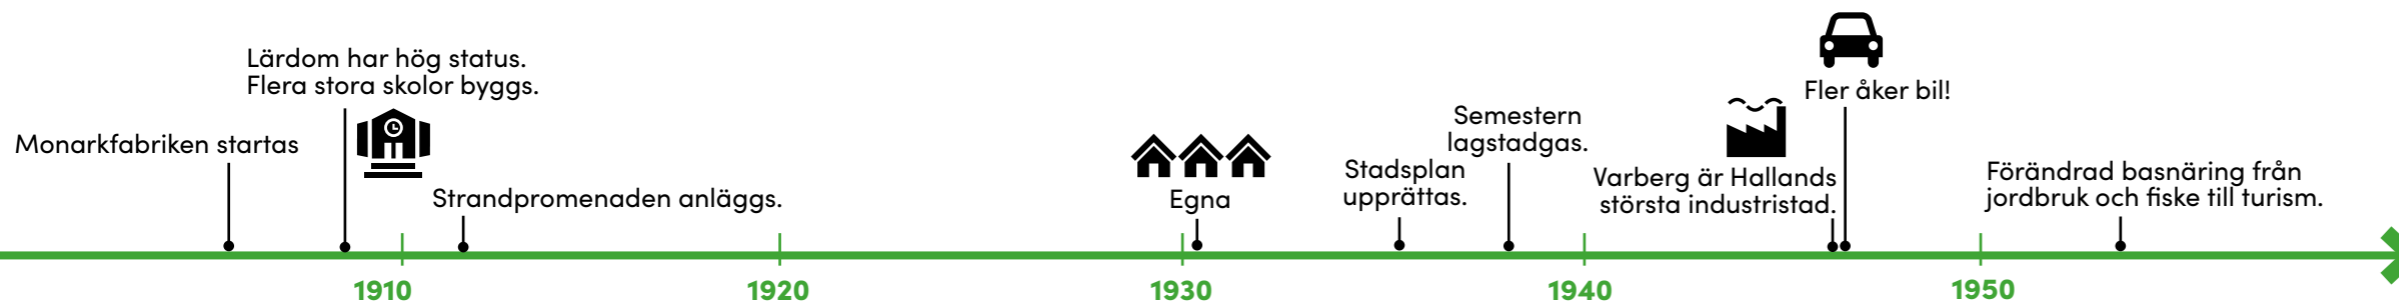 Monarkfabriken startas
Lärdom har hög status.
Flera stora skolor byggs.
Strandpromenaden anläggs.
Egna
Stadsplan
upprättas.
Semestern
lagstadgas.
Varberg är Hallands
största industristad.
Fler åker bil!
Förändrad basnäring från
jordbruk och fiske till turism.
1910
1920
1930
1940
1950